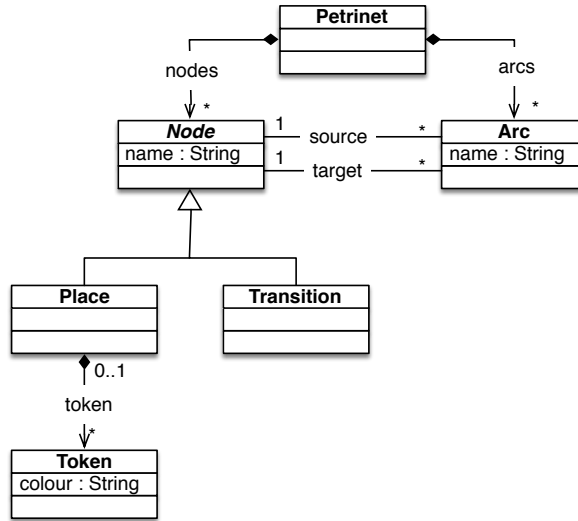 Petrinet
nodes
arcs
*
*
Node
1
source
*
Arc
name : String
name : String
1
target
*
Place
Transition
0..1
token
*
Token
colour : String